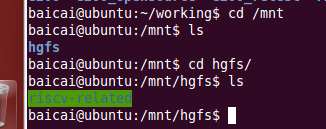 baicai@ubuntu:~/working$ cd /mnt
baicai@ubuntu:/mnt$ ls
hgfs
baicai@ubuntu:/mnt$ cd hgfs/
baicai@ubuntu:/mnt/hgfs$ ls
riscv-related
baicai@ubuntu:/mnt/hgfs$